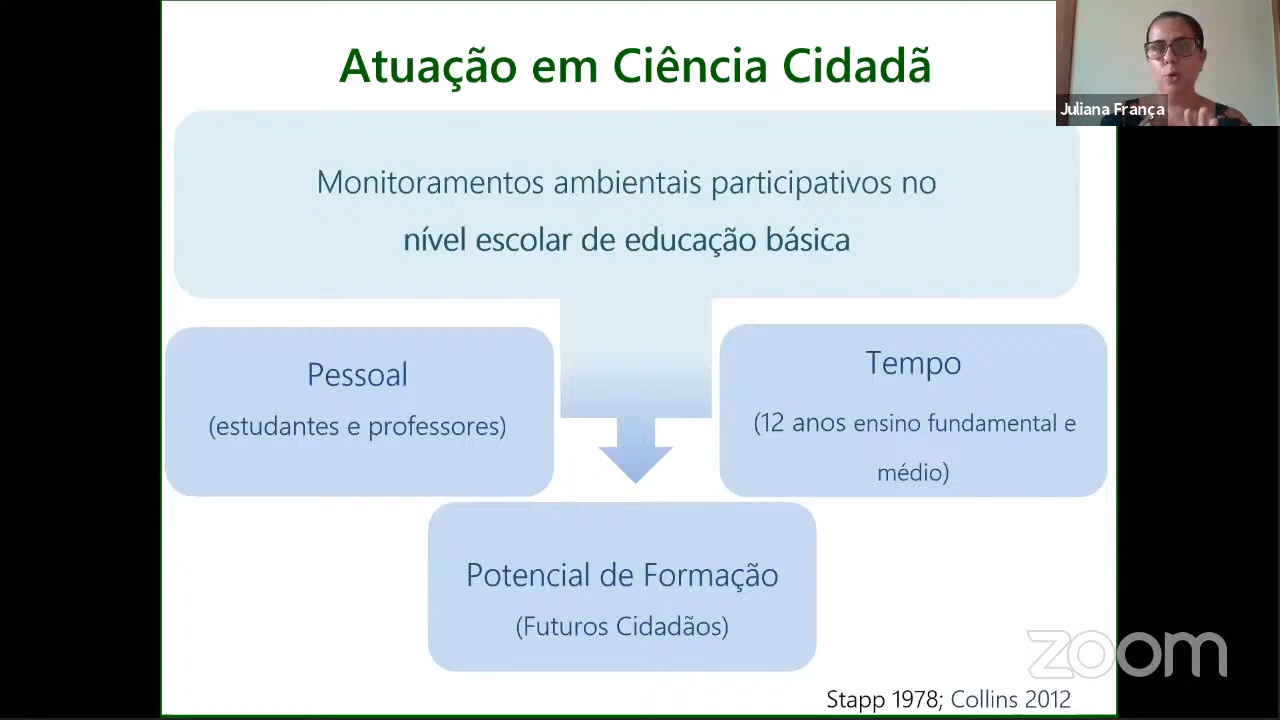 Atuação em Ciência Cidadã
Juliana França
Monitoramentos ambientais participativos no
nível escolar de educação básica
Pessoal
(estudantes e professores)
Tempo
(12 anos ensino fundamental e
médio)
Potencial de Formação
(Futuros Cidadãos)
zoom
Stapp 1978; Collins 2012